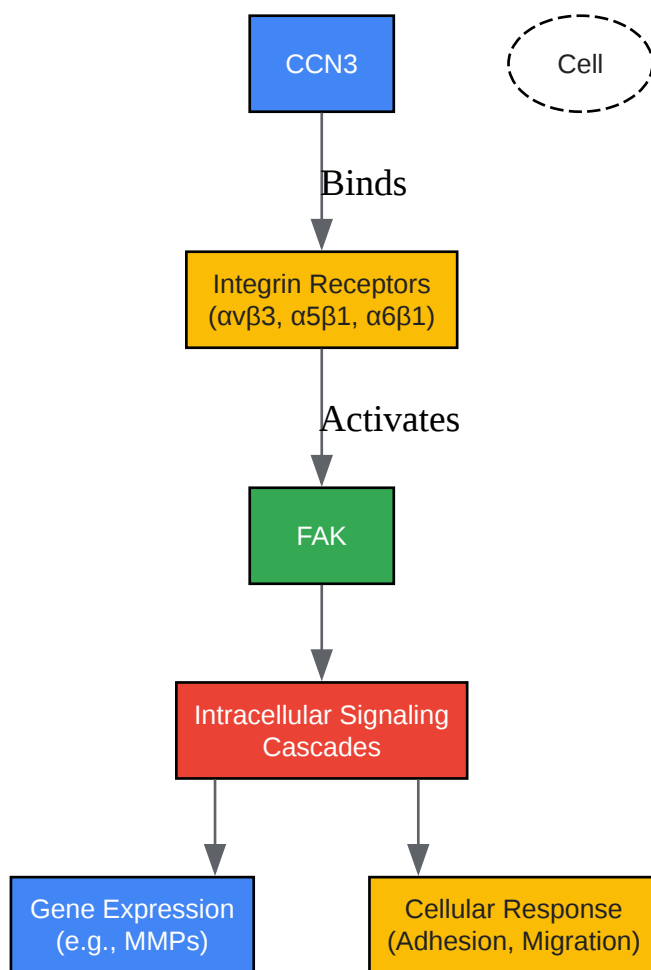 CCN3
Cell
Binds
Integrin Receptors
(αvβ3, α5β1, α6β1)
Activates
FAK
Intracellular Signaling
Cascades
Gene Expression
(e.g., MMPs)
Cellular Response
(Adhesion, Migration)